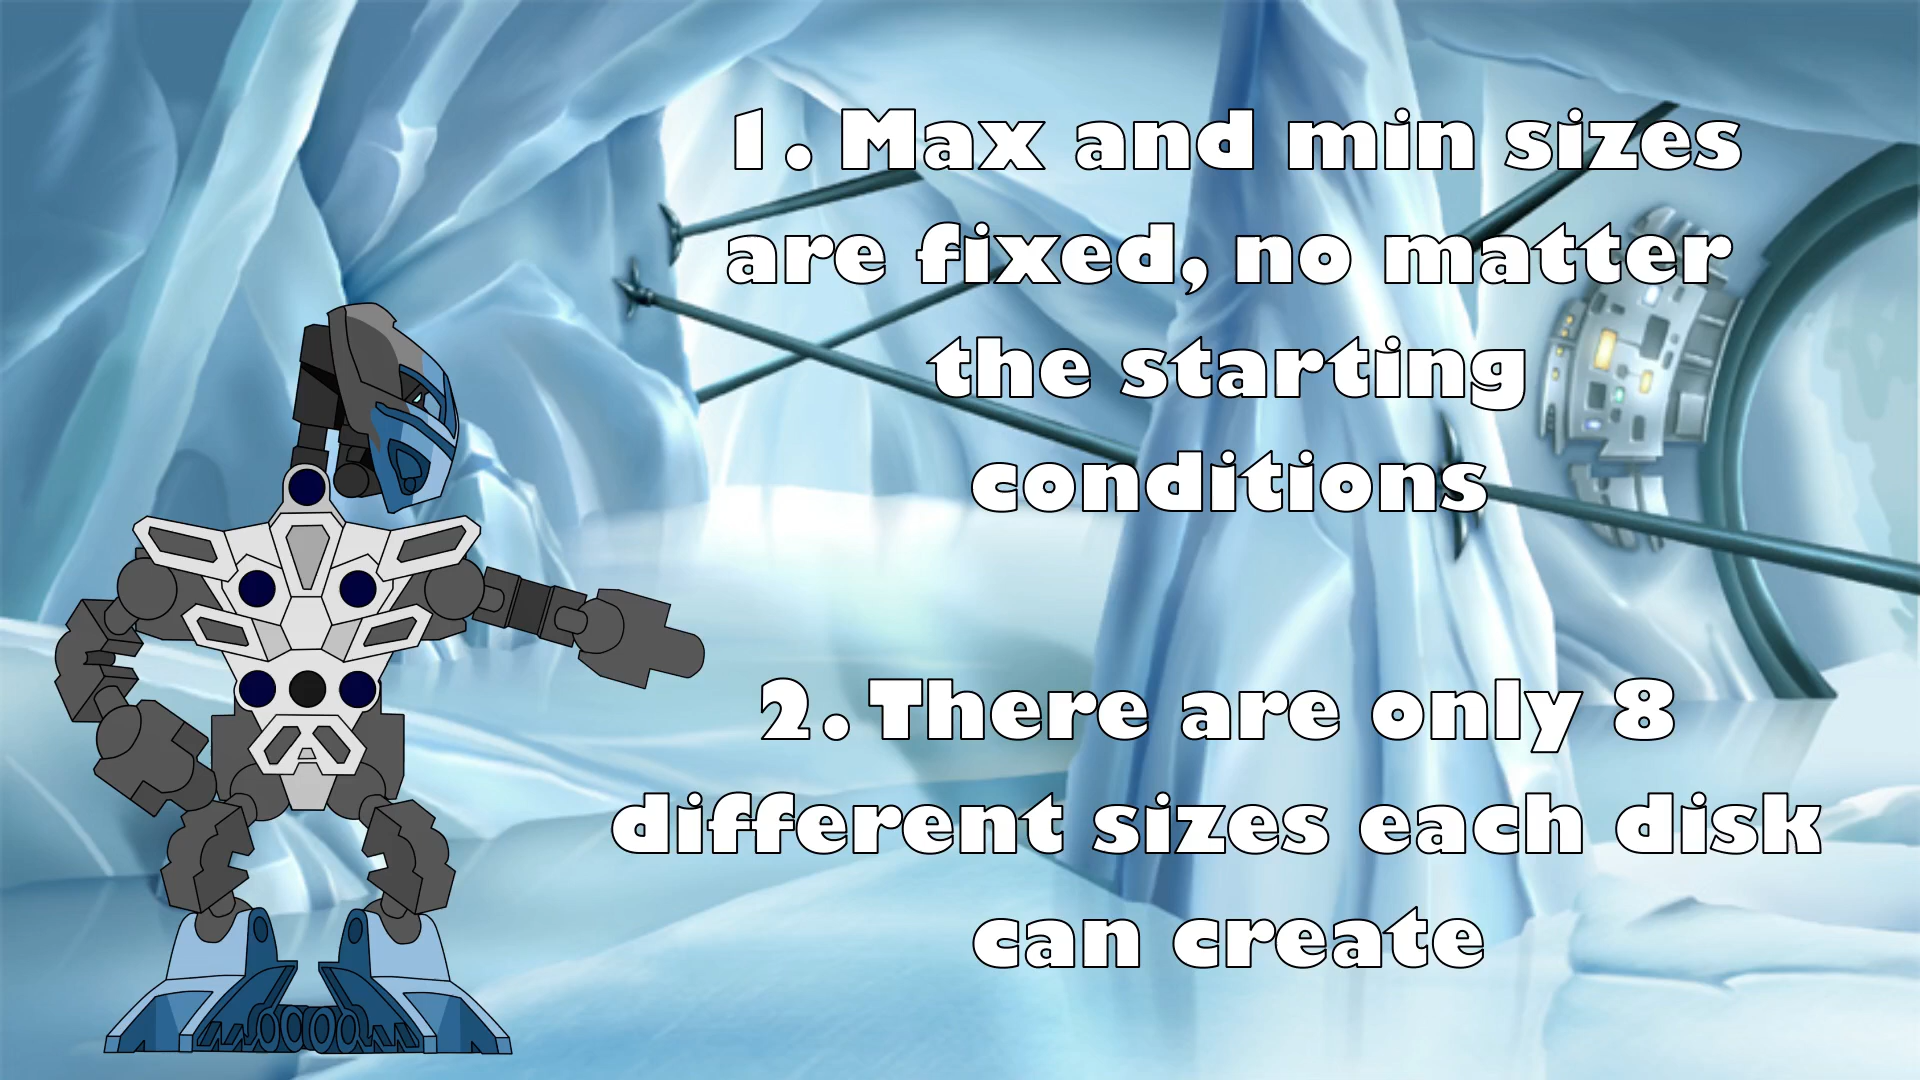 1. Max and min sizes
are fixed, no matter
the starting
conditions
2. There are only 8
different sizes each disk
can create